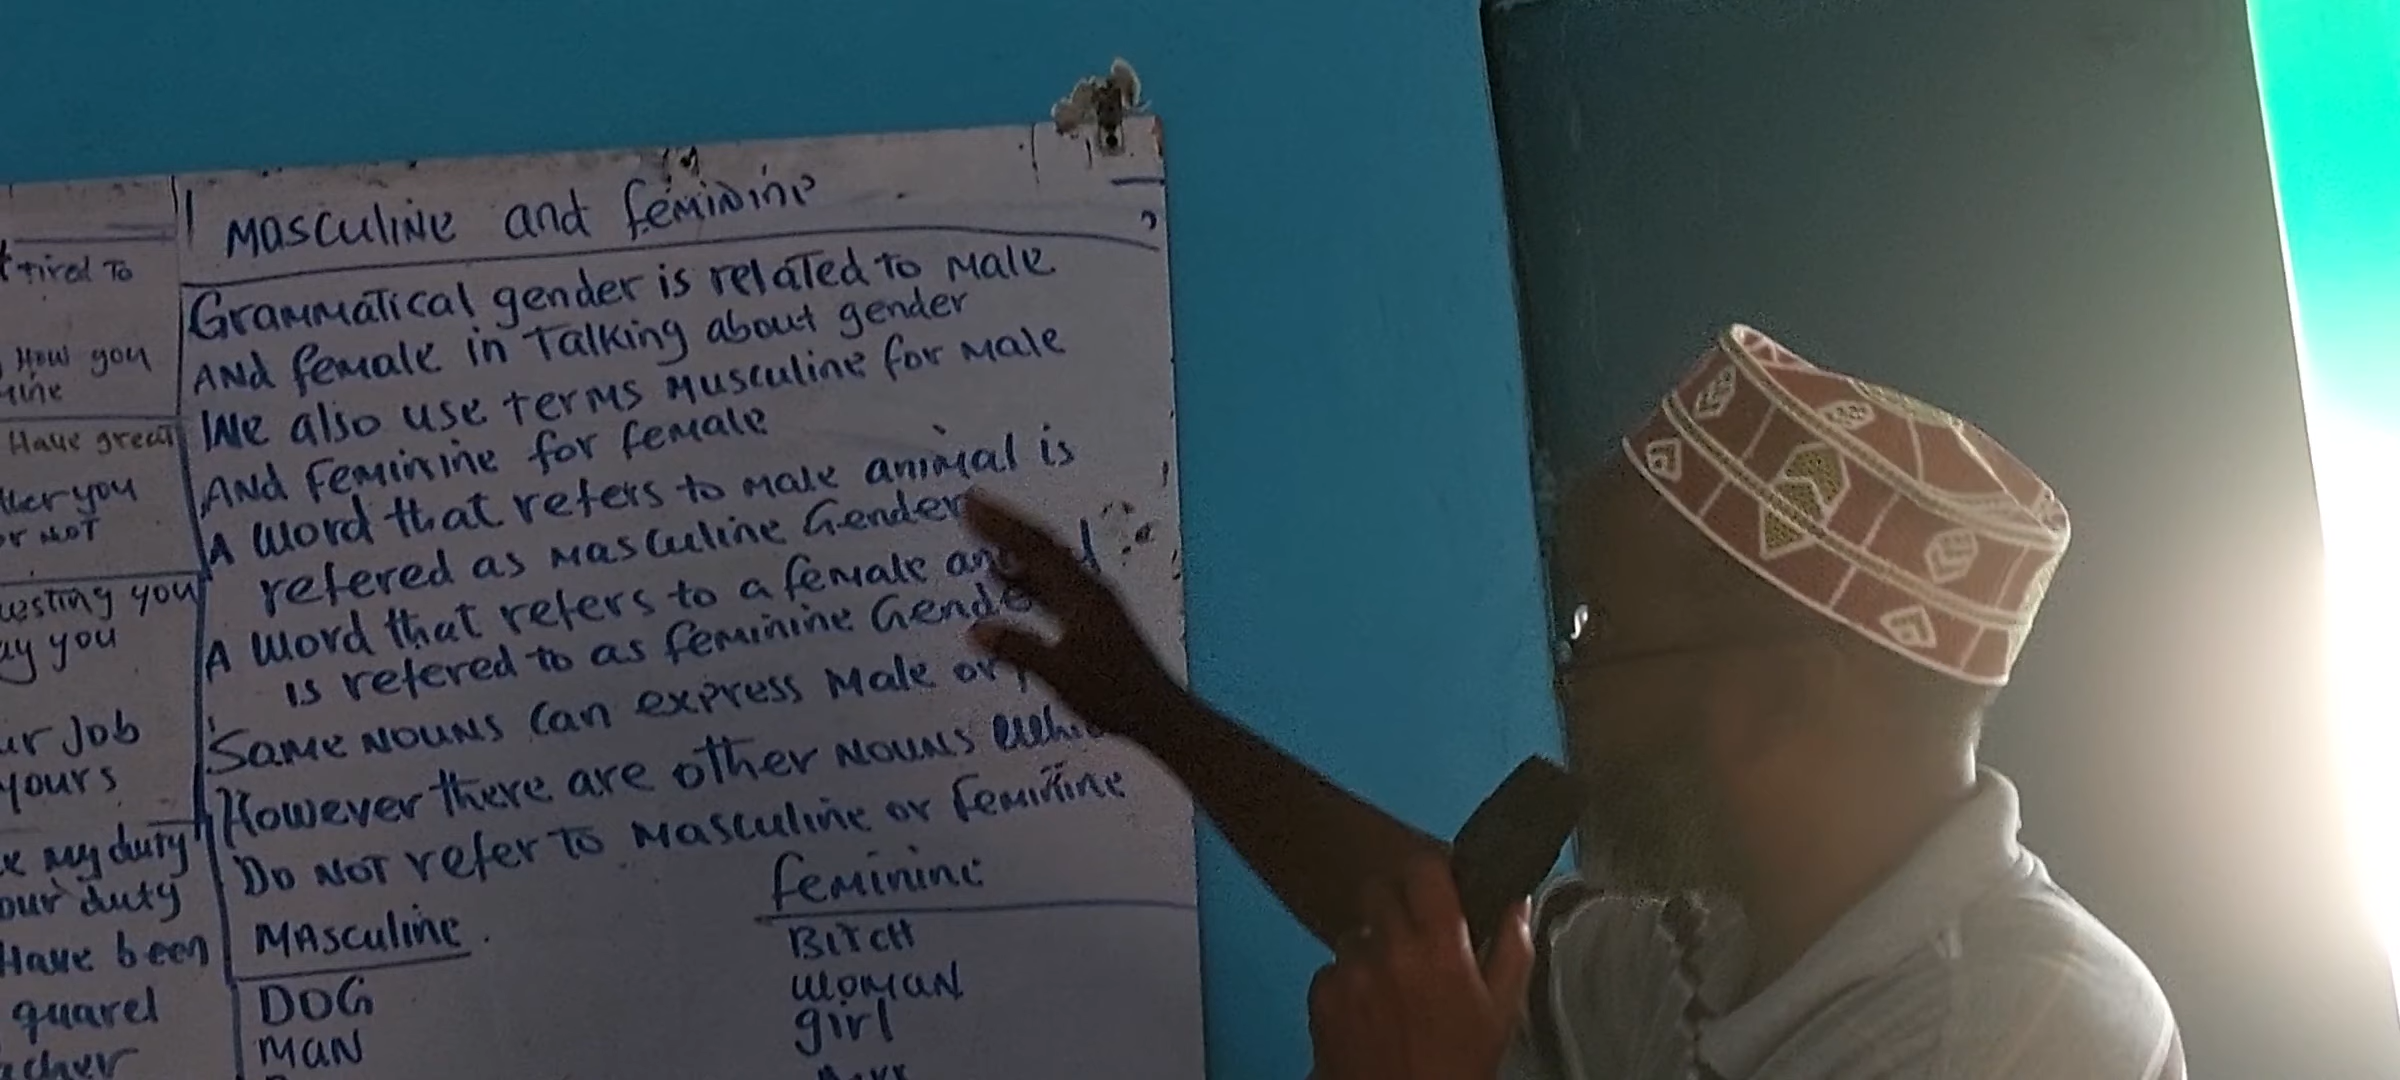 Masculine and feminine
Grammatical gender is related to male
And female in Talking about gender
We also use terms musculine for male
And Feminine for female
A word that refers to male animal is
refered as masculine Gender
A word that refers to a female
is refered to as feminine Gende
Same nouns can express male or
However there are other nouns
Do not refer to masculine or feminine
Masculine
feminine
DOG
BITCH
MAN
WOMAN
girl
tired To
How you
Have great
you
or not
you
ay you
ur Job
yours
my duty
our duty
Have been
quarel